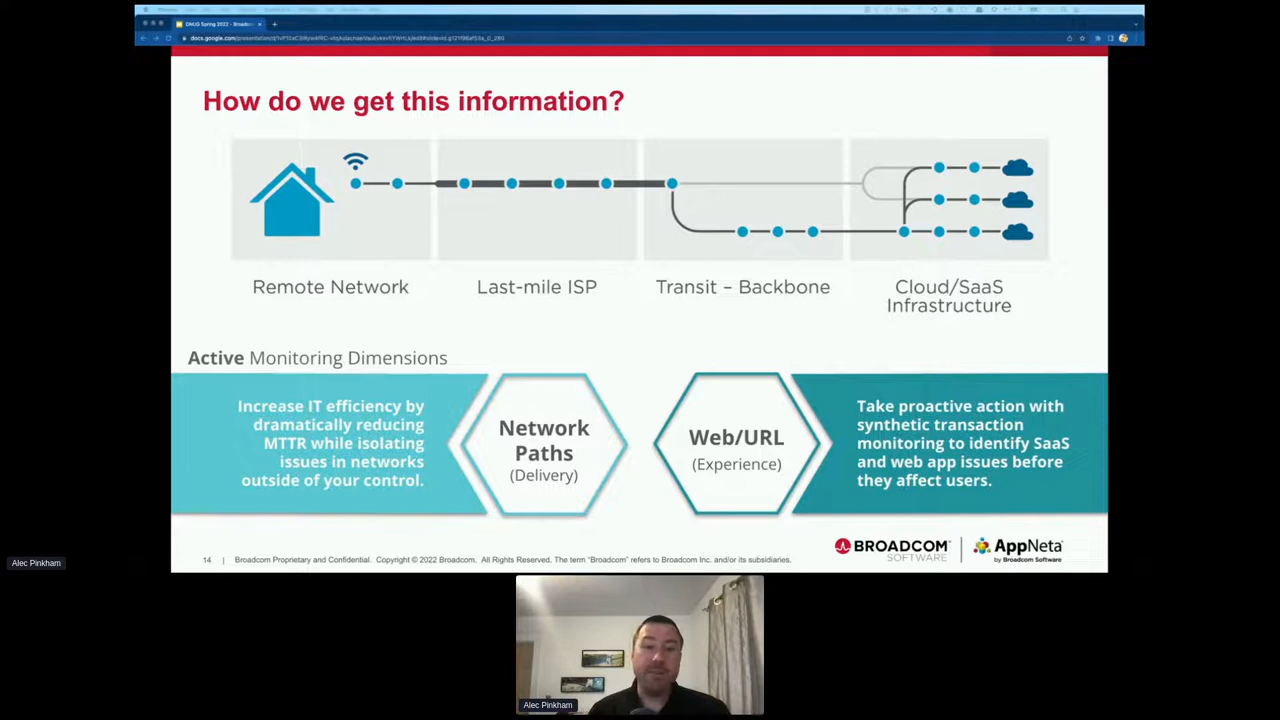 DNUG Spring 2022 - Broadcom
How do we get this information?
Remote Network
Last-mile ISP
Transit – Backbone
Cloud/SaaS
Infrastructure
Active Monitoring Dimensions
Increase IT efficiency by
dramatically reducing
MTTR while isolating
issues in networks
outside of your control.
Network
Paths
(Delivery)
Web/URL
(Experience)
Take proactive action with
synthetic transaction
monitoring to identify SaaS
and web app issues before
they affect users.
14 | Broadcom Proprietary and Confidential. Copyright © 2022 Broadcom. All Rights Reserved. The term “Broadcom” refers to Broadcom Inc. and/or its subsidiaries.
BROADCOM
SOFTWARE
AppNeta
by Broadcom Software
Alec Pinkham
Alec Pinkham